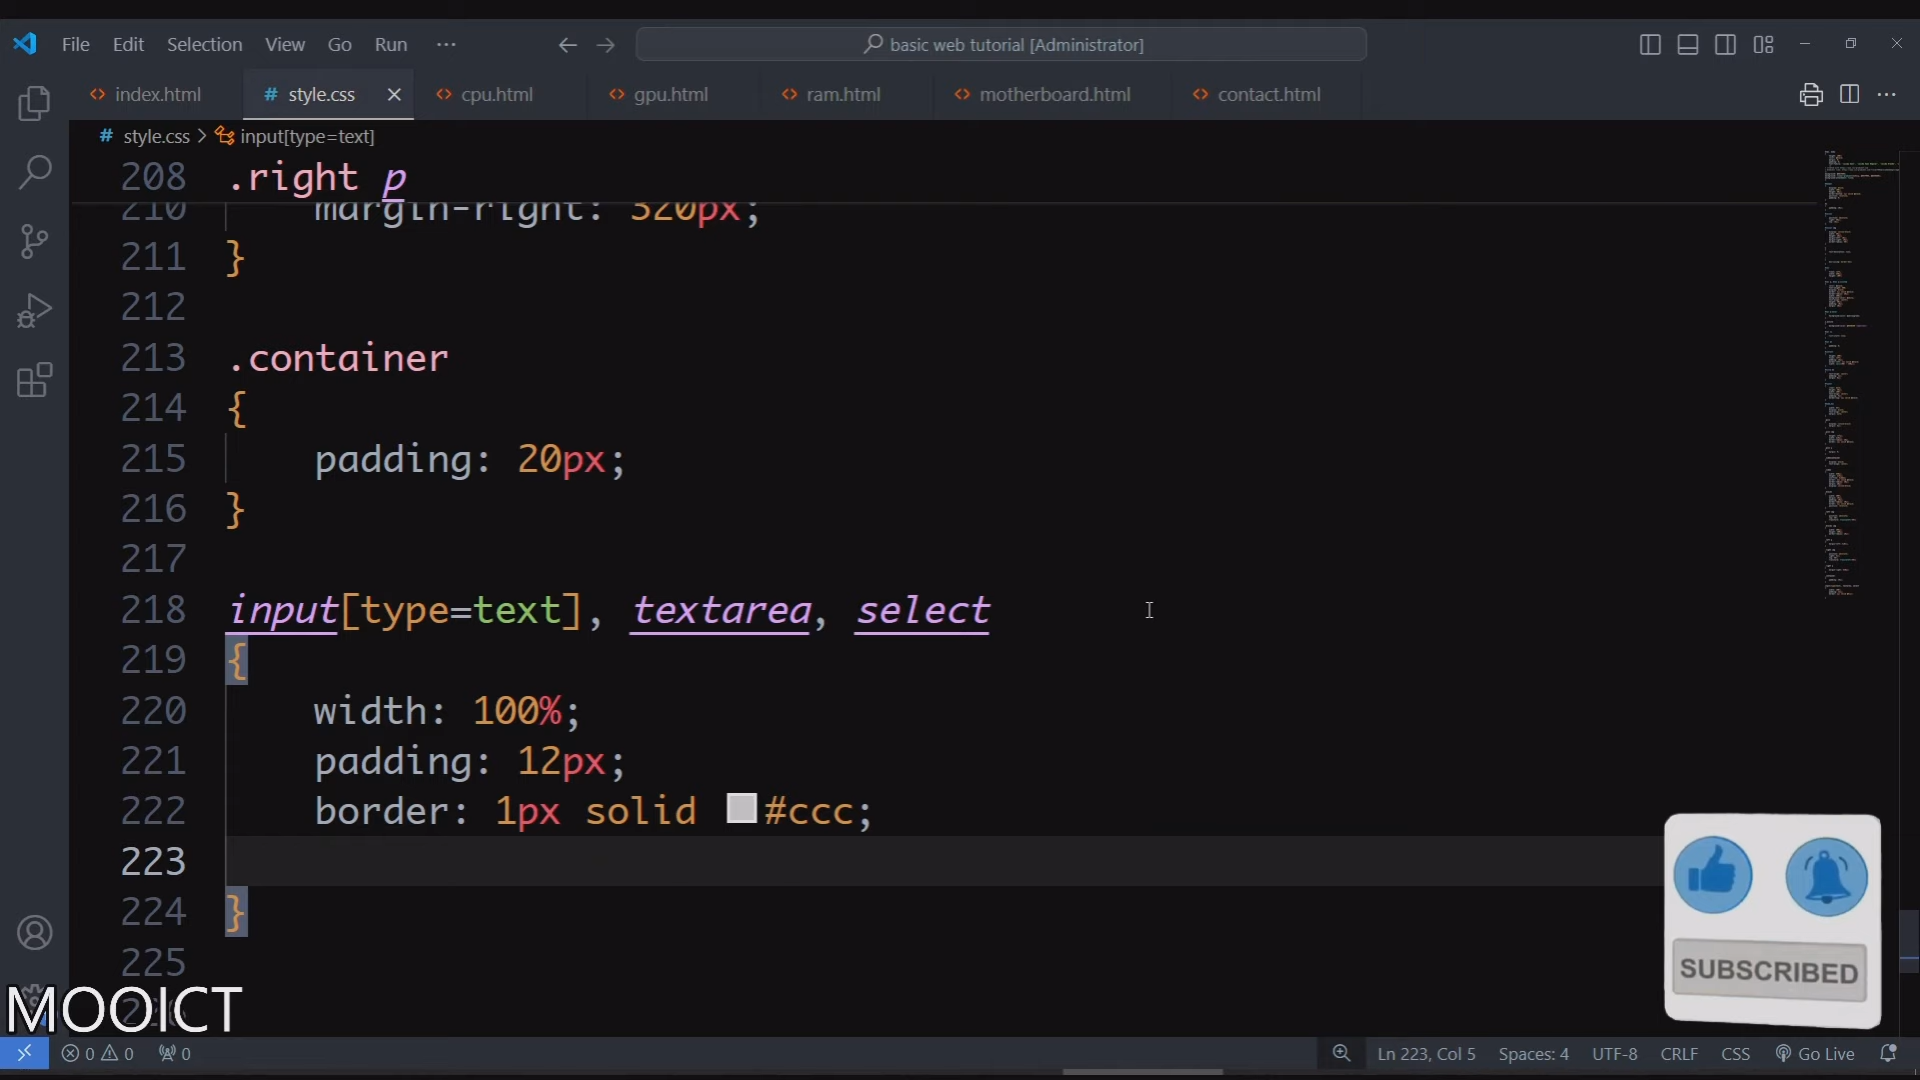 File Edit Selection View Go Run ···
basic web tutorial [Administrator]
index.html # style.css cpu.html gpu.html ram.html motherboard.html contact.html
# style.css > input[type=text]
208 .right p
210 margin-right: 320px;
211 }
212
213 .container
214 {
215 padding: 20px;
216 }
217
218 input[type=text], textarea, select
219 {
220 width: 100%;
221 padding: 12px;
222 border: 1px solid #ccc;
223
224 }
225
SUBSCRIBED
MOOICT
0 0 0 Ln 223, Col 5 Spaces: 4 UTF-8 CRLF CSS Go Live